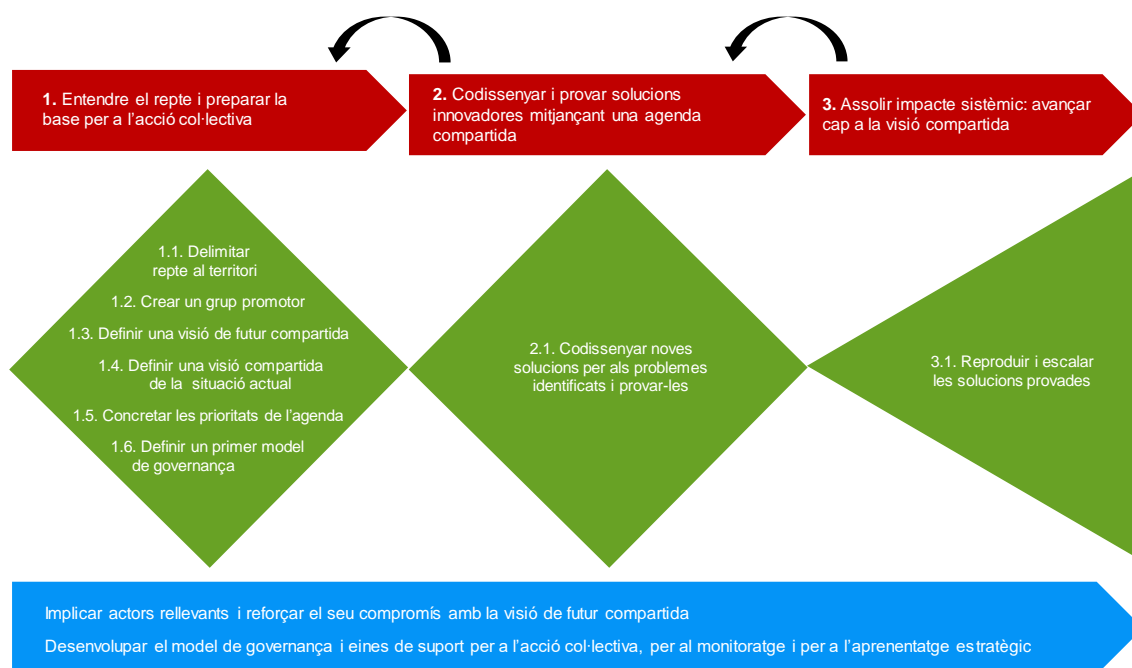 1. Entendre el repte i preparar la
base per a l’acció col·lectiva
2. Codissenyar i provar solucions
innovadores mitjançant una agenda
compartida
3. Assolir impacte sistèmic: avançar
cap a la visió compartida
1.1. Delimitar
repte al territori
1.2. Crear un grup promotor
1.3. Definir una visió de futur compartida
1.4. Definir una visió compartida
de la situació actual
1.5. Concretar les prioritats de l’agenda
1.6. Definir un primer model
de governança
2.1. Codissenyar noves
solucions per als problemes
identificats i provar-les
3.1. Reproduir i escalar
les solucions provades
Implicar actors rellevants i reforçar el seu compromís amb la visió de futur compartida
Desenvolupar el model de governança i eines de suport per a l’acció col·lectiva, per al monitoratge i per a l’aprenentatge estratègic